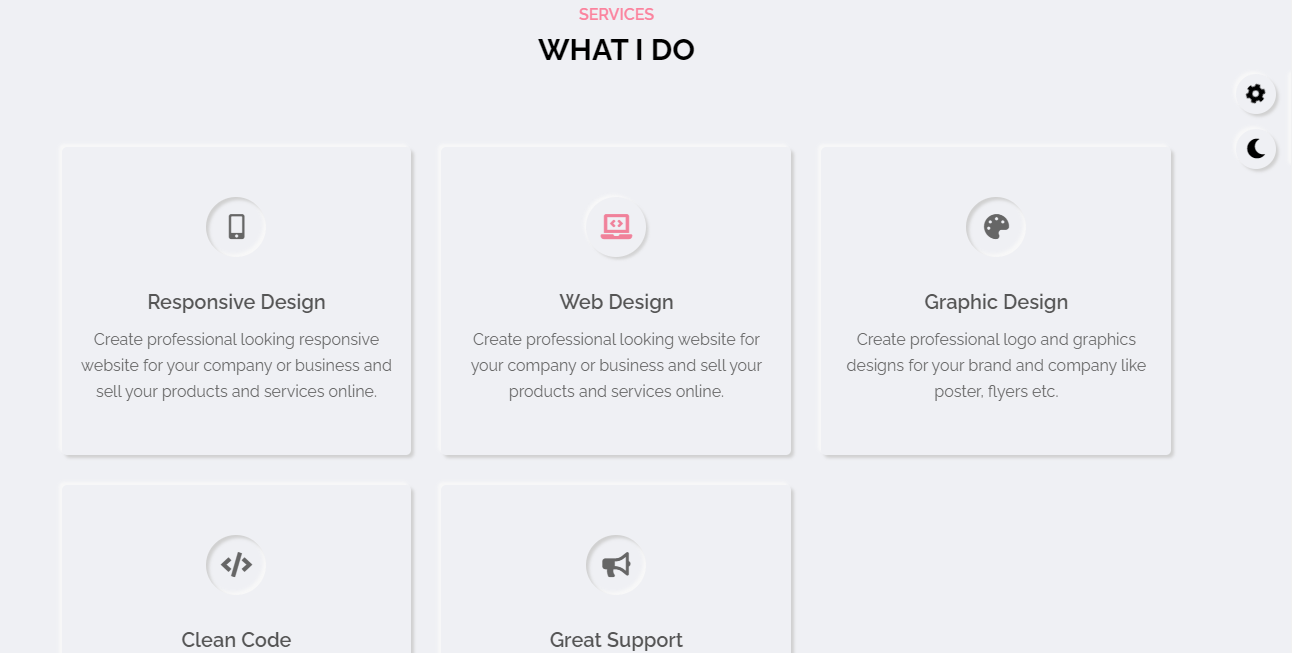 SERVICES
WHAT I DO
Responsive Design
Create professional looking responsive
website for your company or business and
sell your products and services online.
Web Design
Create professional looking website for
your company or business and sell your
products and services online.
Graphic Design
Create professional logo and graphics
designs for your brand and company like
poster, flyers etc.
Clean Code
Great Support